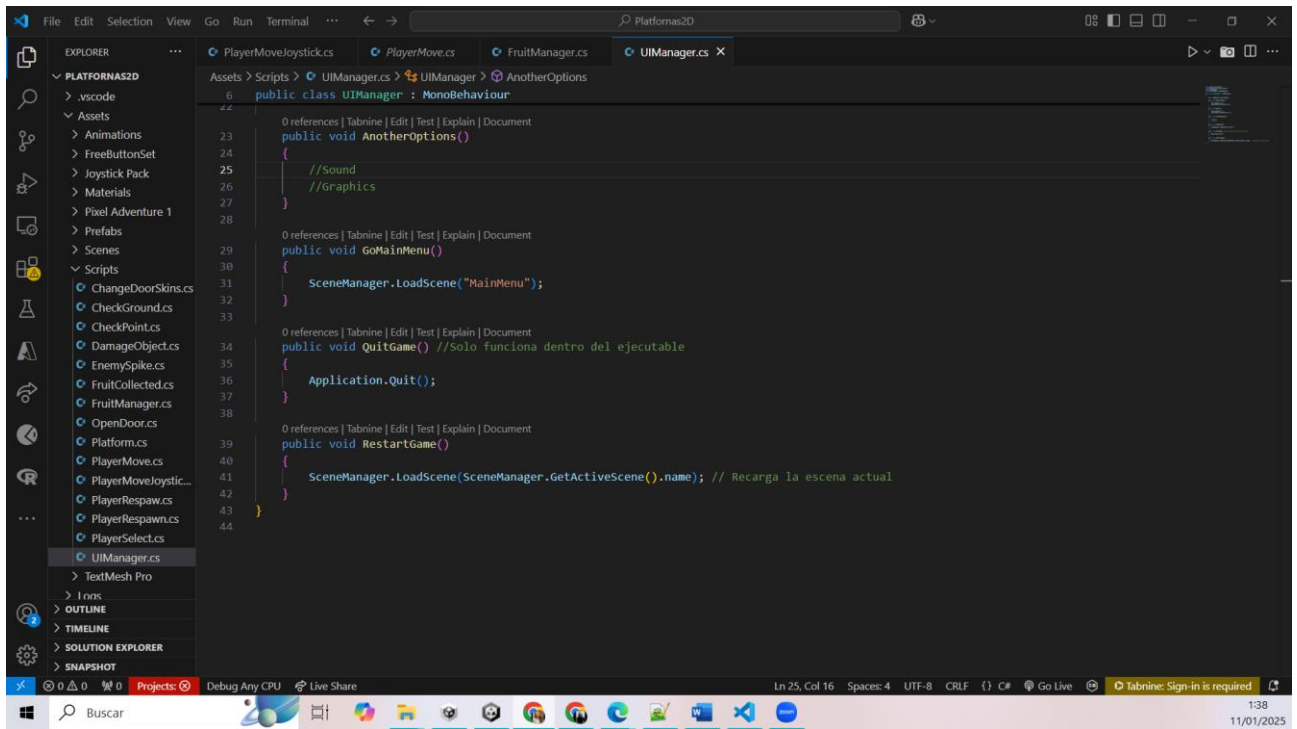 File Edit Selection View Go Run Terminal ··· Platfornas2D
EXPLORER ···
PlayerMoveJoystick.cs PlayerMove.cs FruitManager.cs UIManager.cs
PLATFORNAS2D
Assets > Scripts > UIManager.cs > UIManager > AnotherOptions
.vscode
Assets
Animations
FreeButtonSet
Joystick Pack
Materials
Pixel Adventure 1
Prefabs
Scenes
Scripts
ChangeDoorSkins.cs
CheckGround.cs
CheckPoint.cs
DamageObject.cs
EnemySpike.cs
FruitCollected.cs
FruitManager.cs
OpenDoor.cs
Platform.cs
PlayerMove.cs
PlayerMoveJoystic...
PlayerRespaw.cs
PlayerRespawn.cs
PlayerSelect.cs
UIManager.cs
TextMesh Pro
Logs
OUTLINE
TIMELINE
SOLUTION EXPLORER
SNAPSHOT
6 public class UIManager : MonoBehaviour
22
0 references | Tabnine | Edit | Test | Explain | Document
23 public void AnotherOptions()
24 {
25 //Sound
26 //Graphics
27 }
28
0 references | Tabnine | Edit | Test | Explain | Document
29 public void GoMainMenu()
30 {
31 SceneManager.LoadScene("MainMenu");
32 }
33
0 references | Tabnine | Edit | Test | Explain | Document
34 public void QuitGame() //Solo funciona dentro del ejecutable
35 {
36 Application.Quit();
37 }
38
0 references | Tabnine | Edit | Test | Explain | Document
39 public void RestartGame()
40 {
41 SceneManager.LoadScene(SceneManager.GetActiveScene().name); // Recarga la escena actual
42 }
43 }
44
2
0 0 0 Projects: Debug Any CPU Live Share Ln 25, Col 16 Spaces: 4 UTF-8 CRLF {} C# Go Live Tabnine: Sign-in is required
Buscar zoom 1:38
11/01/2025